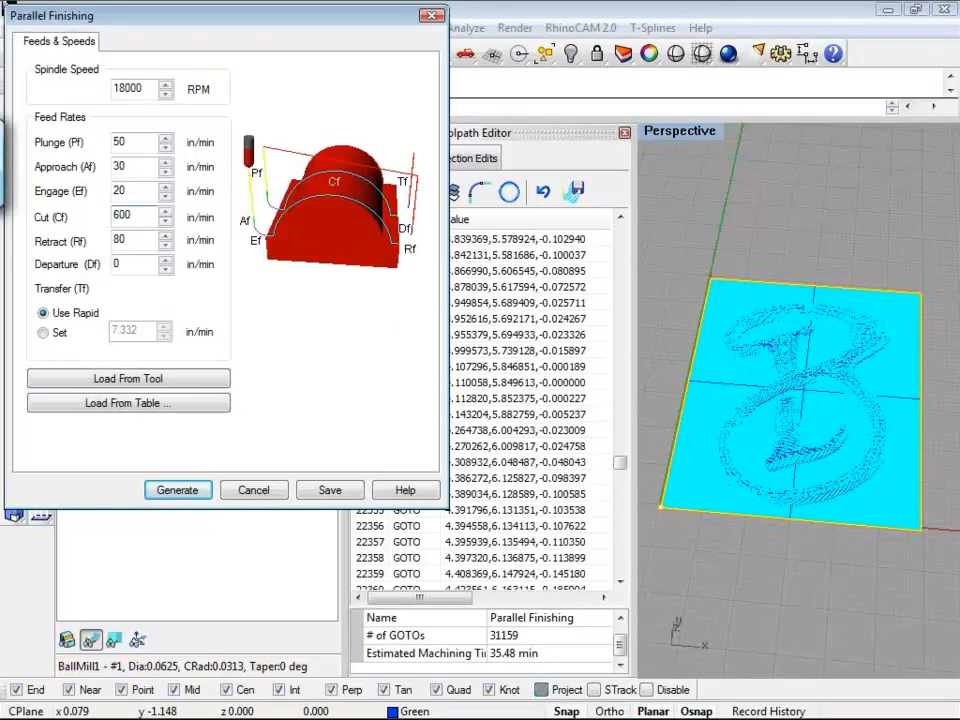 Parallel Finishing
Feeds & Speeds
Spindle Speed
18000 RPM
Feed Rates
Plunge (Pf) 50 in/min
Approach (Af) 30 in/min
Engage (Ef) 20 in/min
Cut (Cf) 600 in/min
Retract (Rf) 80 in/min
Departure (Df) 0 in/min
Transfer (Tf)
Use Rapid
Set 7.332 in/min
Load From Tool
Load From Table ...
Pf Cf Tf
Af Df
Ef Rf
Generate Cancel Save Help
Analyze Render RhinoCAM 2.0 T-Splines Help
olpath Editor
ection Edits
alue
.839369,5.578924,-0.102940
.842131,5.581686,-0.100037
.866990,5.606545,-0.080895
.878038,5.617594,-0.072572
.949854,5.689409,-0.025711
.952616,5.692171,-0.024267
.955379,5.694933,-0.023326
.999573,5.739128,-0.015897
.107296,5.846851,-0.000189
.110058,5.849613,-0.000000
.112820,5.852375,-0.000227
.143204,5.882759,-0.005237
.264738,6.004293,-0.023009
.270262,6.009817,-0.024758
.308932,6.048487,-0.048043
.386272,6.125827,-0.098397
.389034,6.128589,-0.100585
.391796,6.131351,-0.103538
22356 GOTO 4.394558,6.134113,-0.107622
22357 GOTO 4.395939,6.135494,-0.110350
22358 GOTO 4.397320,6.136875,-0.113899
22359 GOTO 4.408369,6.147924,-0.145180
Name Parallel Finishing
# of GOTOs 31159
Estimated Machining Ti 35.48 min
Perspective
y
x
BallMill1 - #1, Dia:0.0625, CRad:0.0313, Taper:0 deg
End Near Point Mid Cen Int Perp Tan Quad Knot Project STrack Disable
CPlane x 0.079 y -1.148 z 0.000 0.000 Green Snap Ortho Planar Osnap Record History